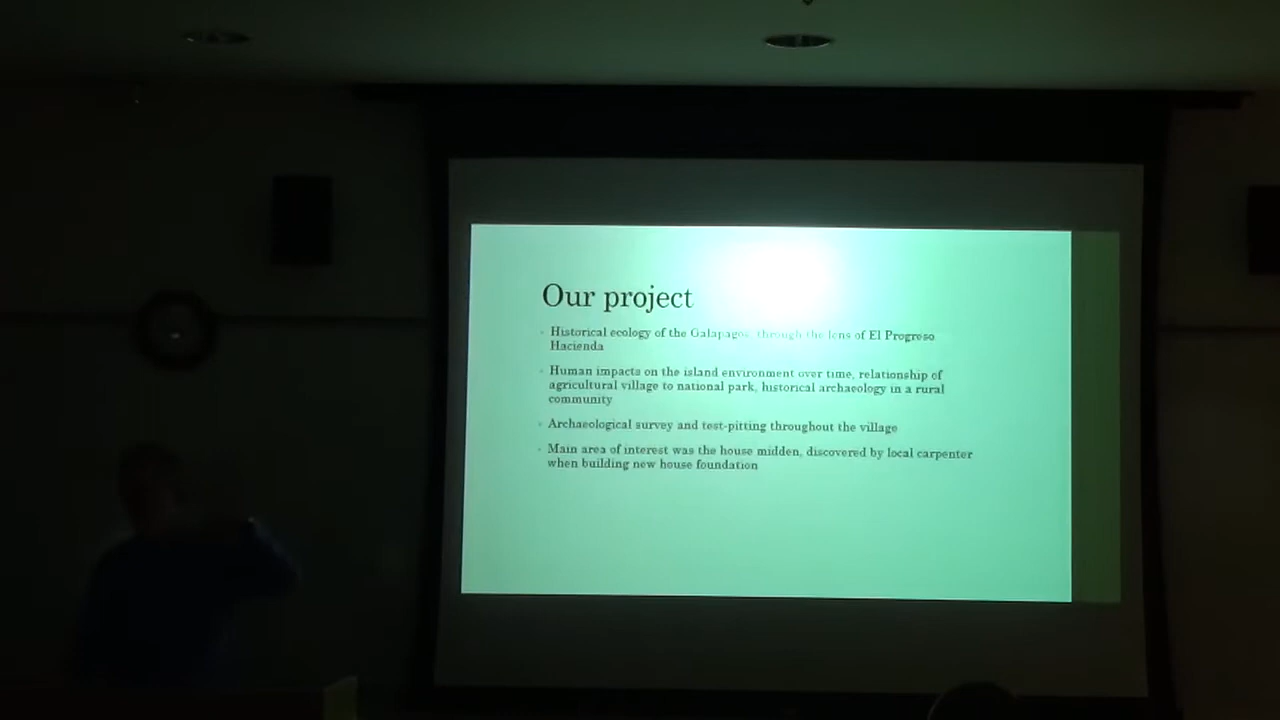 Our project
Historical ecology of the Galapagos, through the lens of El Progreso
Hacienda
Human impacts on the island environment over time, relationship of
agricultural village to national park, historical archaeology in a rural
community
Archaeological survey and test-pitting throughout the village
Main area of interest was the house midden, discovered by local carpenter
when building new house foundation